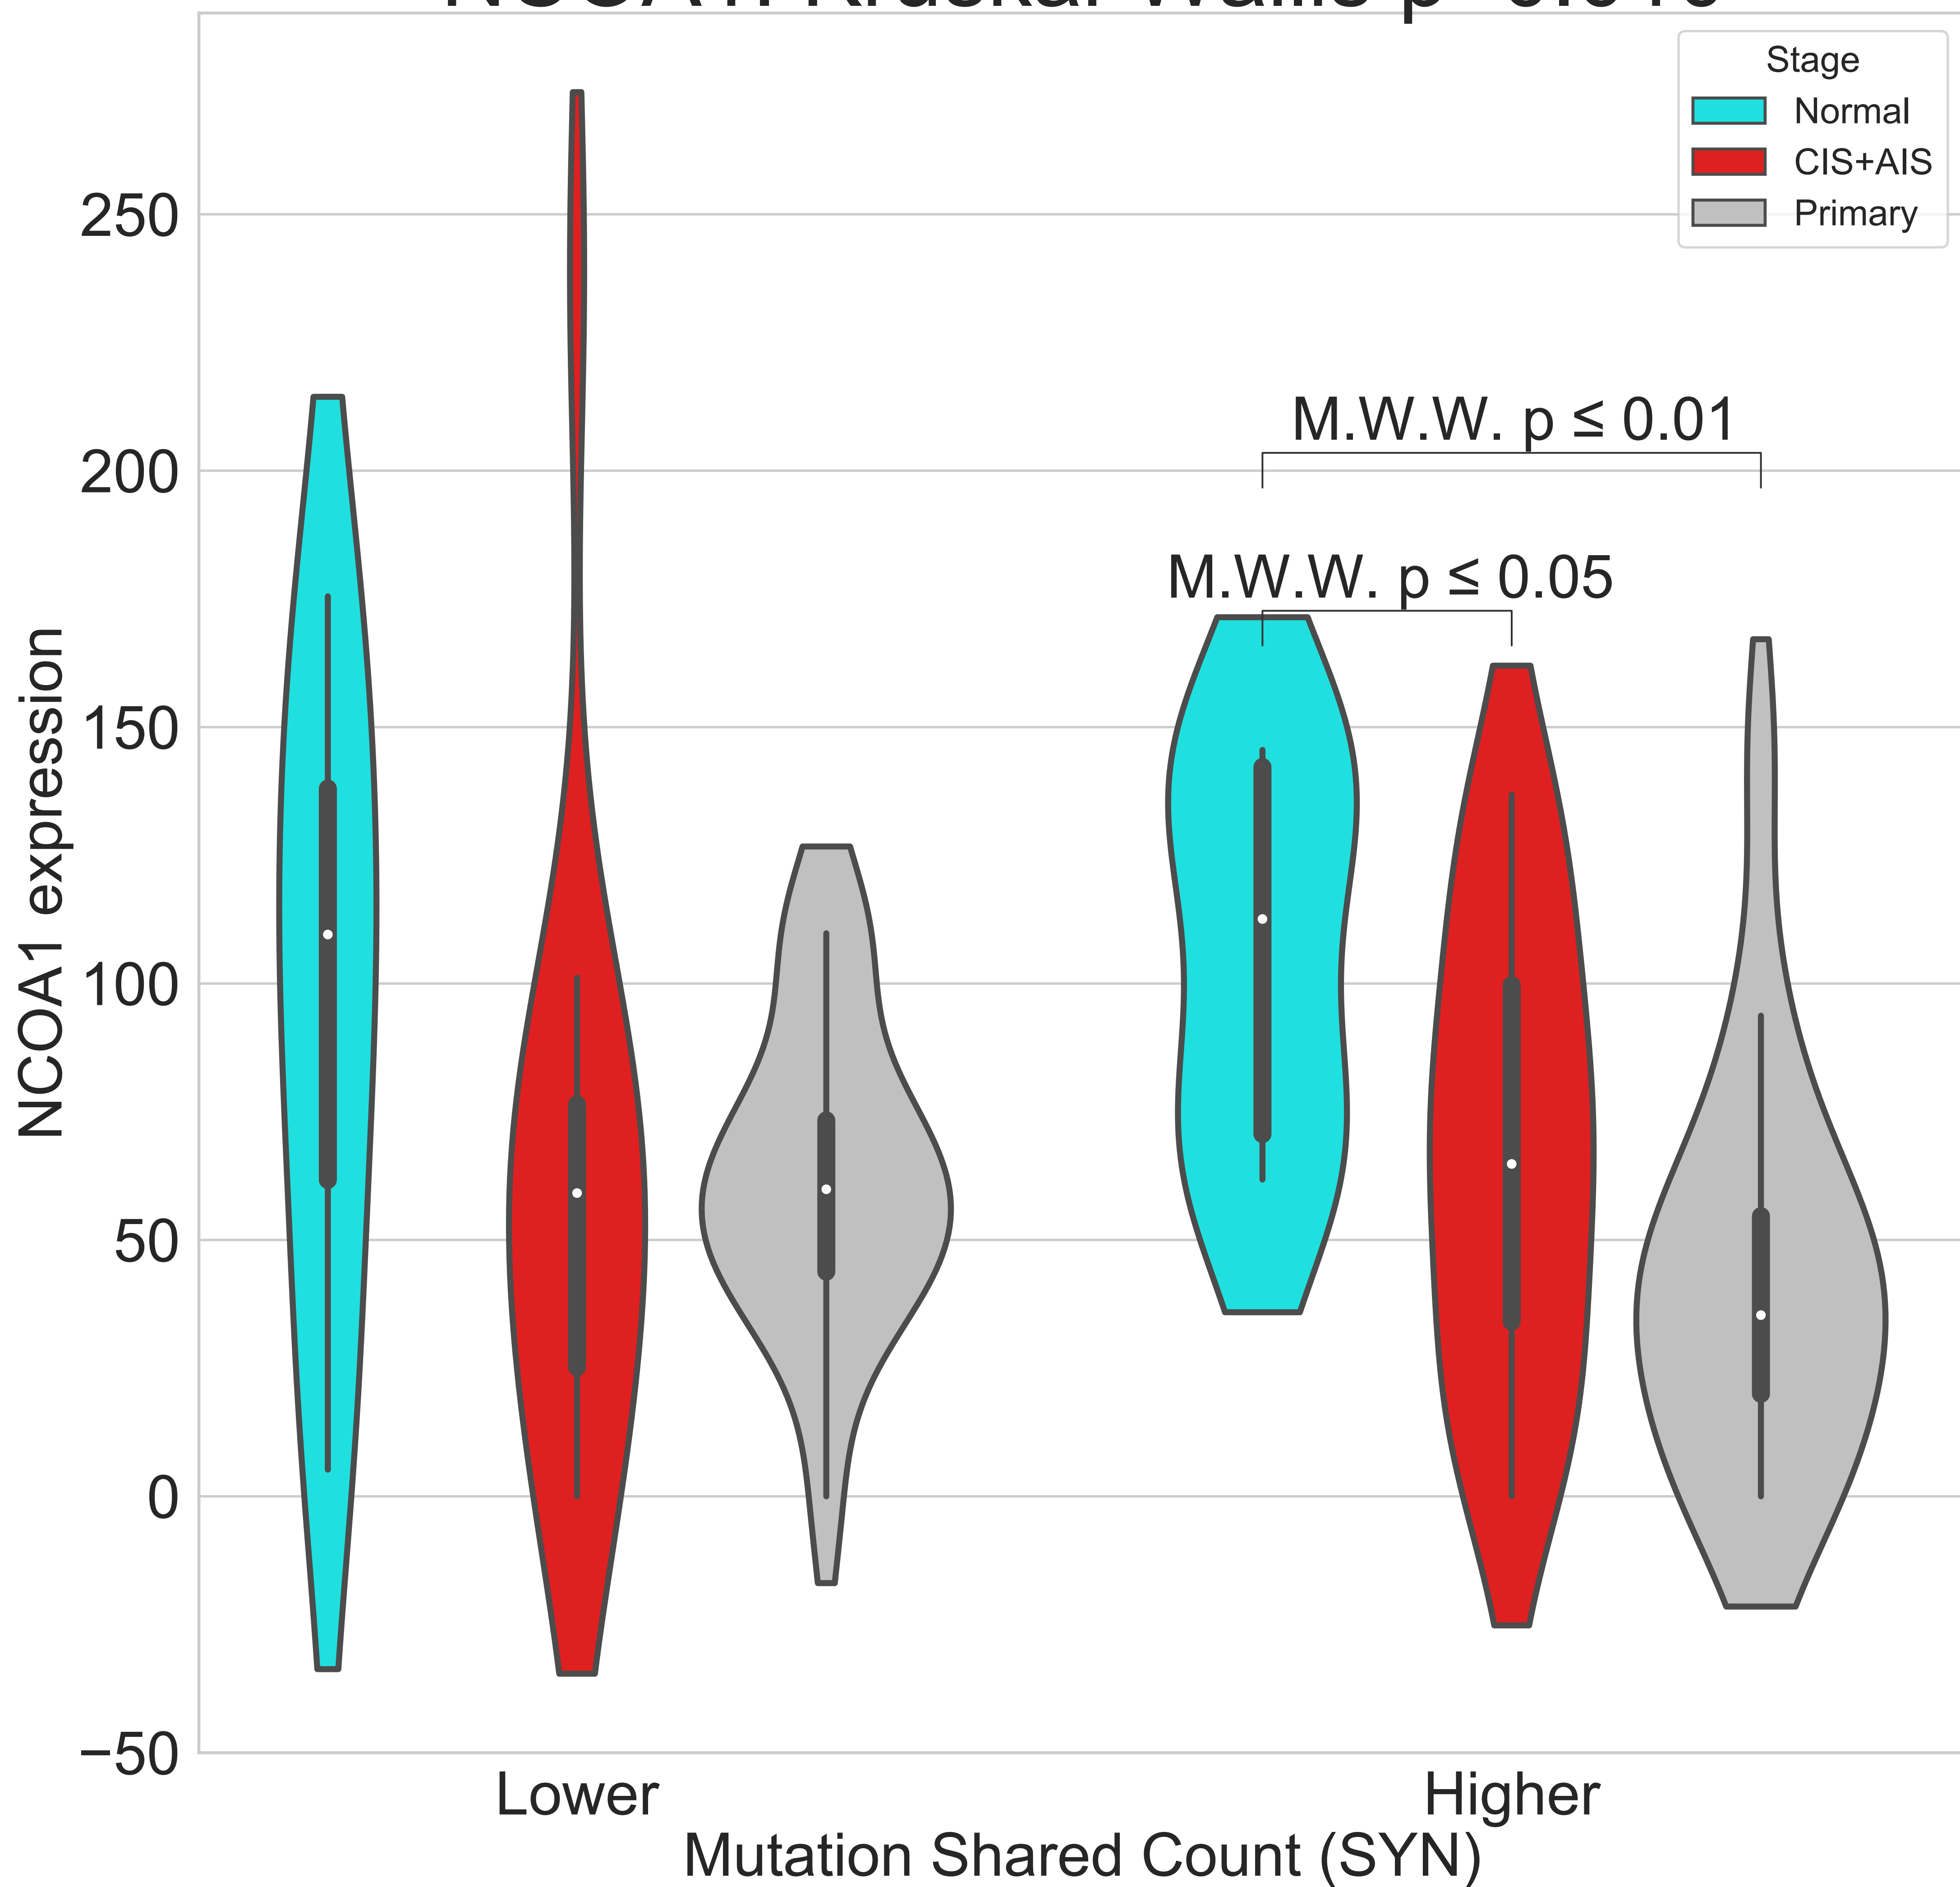 Stage
Normal
CIS+AIS
Primary
250
200
150
100
50
0
−50
NCOA1 expression
M.W.W. p ≤ 0.01
M.W.W. p ≤ 0.05
Lower
Higher
Mutation Shared Count (SYN)